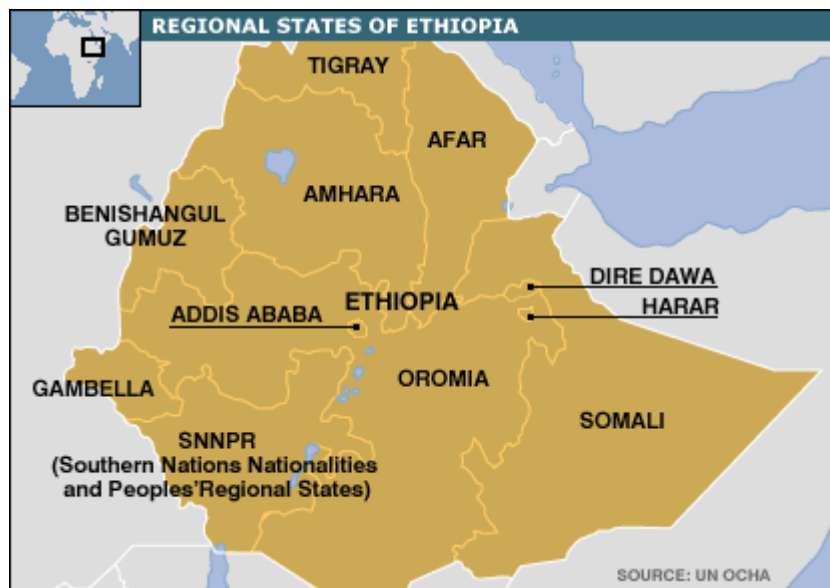 REGIONAL STATES OF ETHIOPIA
TIGRAY
AFAR
AMHARA
BENISHANGUL
GUMUZ
DIRE DAWA
ETHIOPIA
HARAR
ADDIS ABABA
OROMIA
GAMBELLA
SOMALI
SNNPR
(Southern Nations Nationalities
and Peoples'Regional States)
SOURCE: UN OCHA